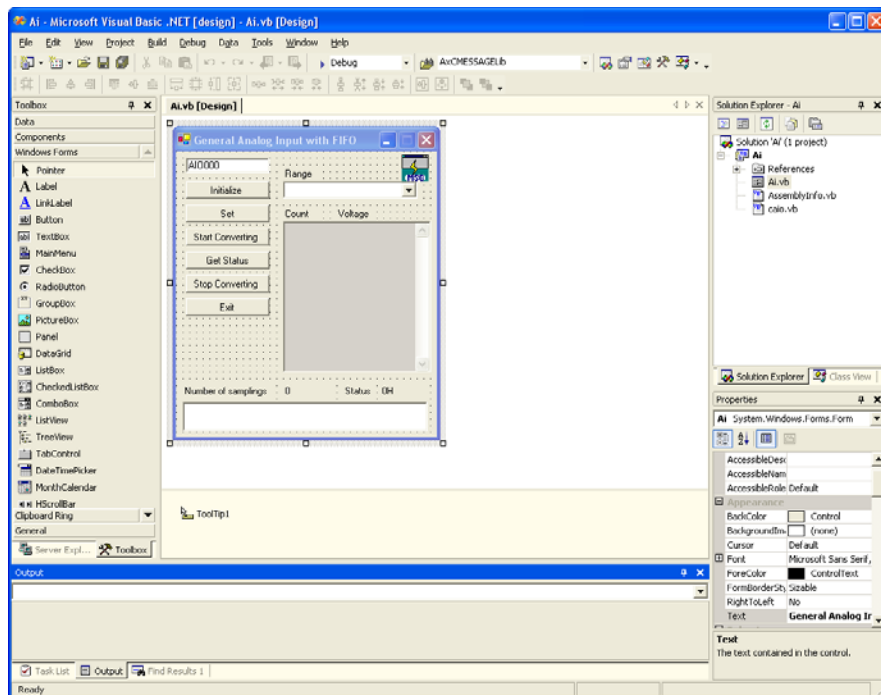 Ai - Microsoft Visual Basic .NET [design] - Ai.vb [Design]
File Edit View Project Build Debug Data Tools Window Help
Debug AxCMESSAGELib
Toolbox
Data
Components
Windows Forms
Pointer
Label
LinkLabel
Button
TextBox
MainMenu
CheckBox
RadioButton
GroupBox
PictureBox
Panel
DataGrid
ListBox
CheckedListBox
ComboBox
ListView
TreeView
TabControl
DateTimePicker
MonthCalendar
HScrollBar
Clipboard Ring
General
Server Expl... Toolbox
Ai.vb [Design]
General Analog Input with FIFO
AIO000
Range
Initialize
Set
Count Voltage
Start Converting
Get Status
Stop Converting
Exit
Number of samplings 0 Status 0H
ToolTip1
Solution Explorer - Ai
Solution 'Ai' (1 project)
Ai
References
Ai.vb
AssemblyInfo.vb
caio.vb
Solution Explorer Class View
Properties
Ai System.Windows.Forms.Form
AccessibleDesc
AccessibleNam
AccessibleRole Default
Appearance
BackColor Control
BackgroundIm (none)
Cursor Default
Font Microsoft Sans Serif,
ForeColor ControlText
FormBorderSty Sizable
RightToLeft No
Text General Analog Ir
Text
The text contained in the control.
Output
Task List Output Find Results 1
Ready